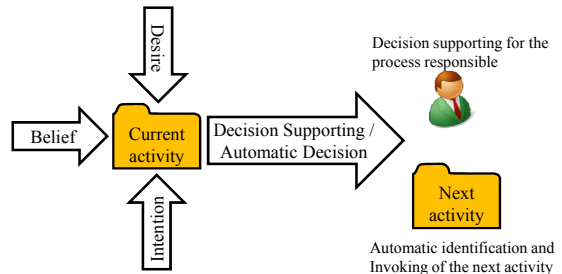 Desire
Belief
Current
activity
Intention
Decision Supporting /
Automatic Decision
Decision supporting for the
process responsible
Next
activity
Automatic identification and
Invoking of the next activity